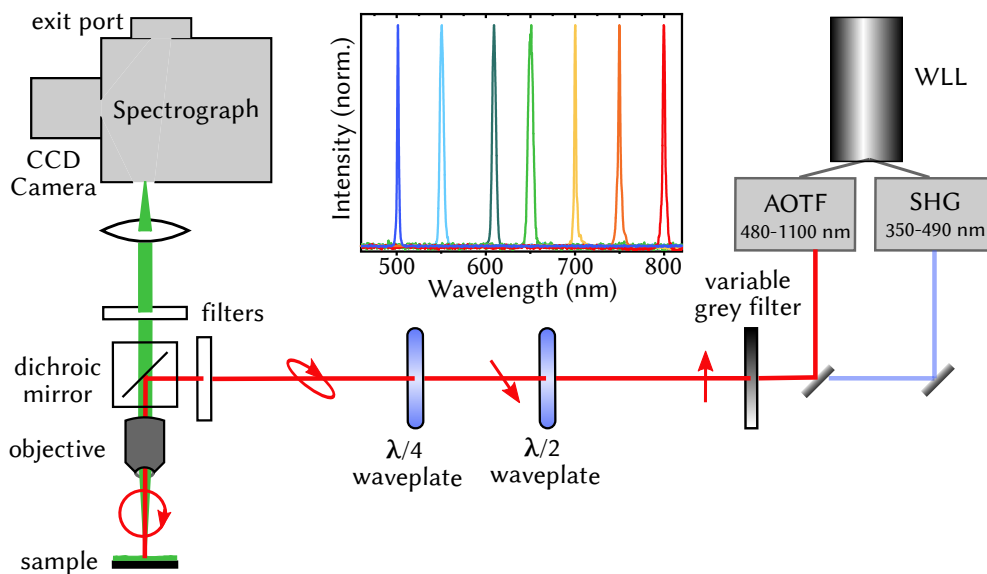 exit port
Spectrograph
CCD
Camera
filters
dichroic
mirror
objective
sample
Intensity (norm.)
500
600
700
800
Wavelength (nm)
WLL
AOTF
480-1100 nm
SHG
350-490 nm
variable
grey filter
λ/4
waveplate
λ/2
waveplate